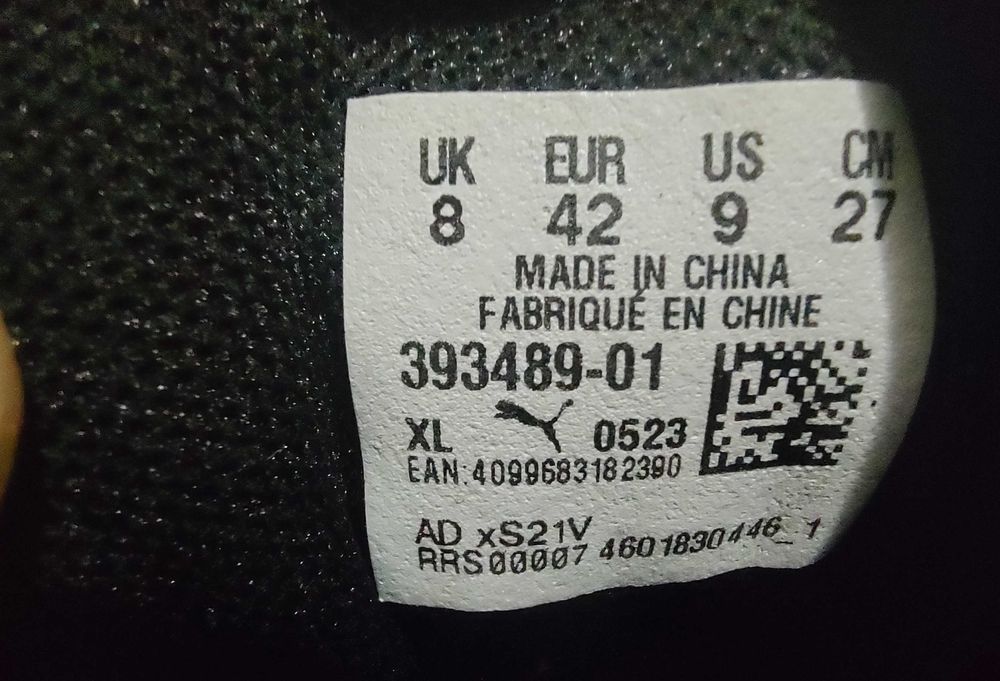 UK EUR US CM
8 42 9 27
MADE IN CHINA
FABRIQUÉ EN CHINE
393489-01
XL 0523
EAN:4099683182390
AD xS21V
RRS00007 4601830446_1